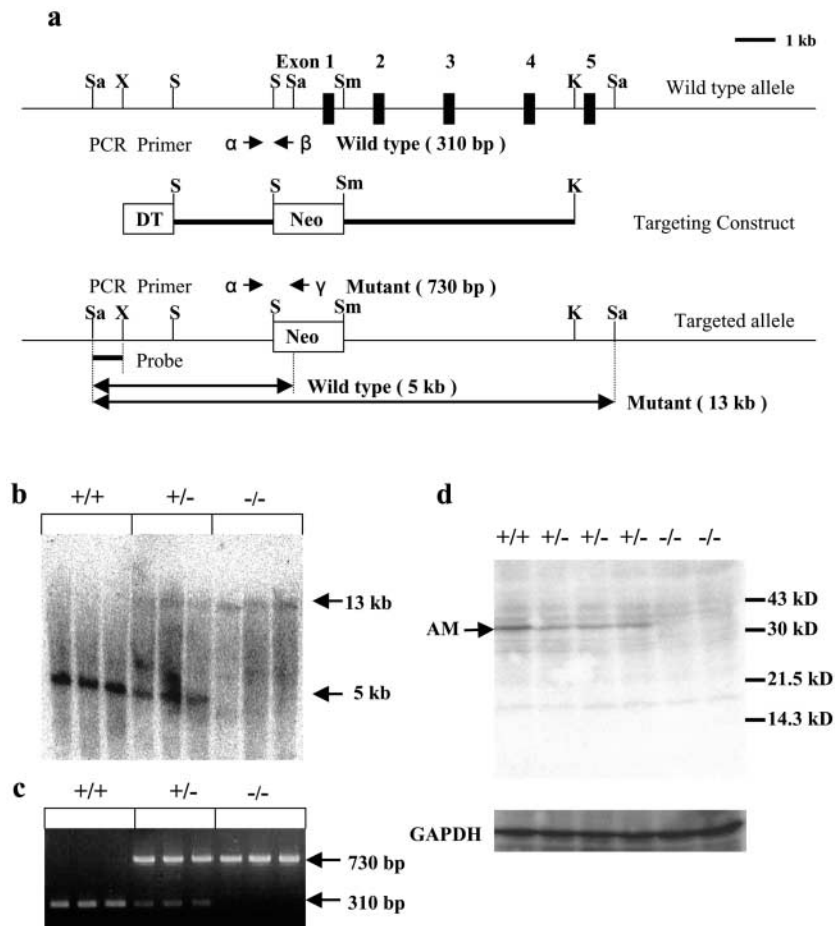 a
1 kb
Exon 1 2 3 4 5
Sa X S S Sa Sm K Sa
Wild type allele
PCR Primer α β Wild type ( 310 bp )
S S Sm K
DT Neo
Targeting Construct
PCR Primer α γ Mutant ( 730 bp )
Sa X S S Sm K Sa
Neo
Targeted allele
Probe
Wild type ( 5 kb )
Mutant ( 13 kb )
b
+/+ +/- -/-
13 kb
5 kb
c
+/+ +/- -/-
730 bp
310 bp
d
+/+ +/- +/- +/- -/- -/-
43 kD
AM
30 kD
21.5 kD
14.3 kD
GAPDH